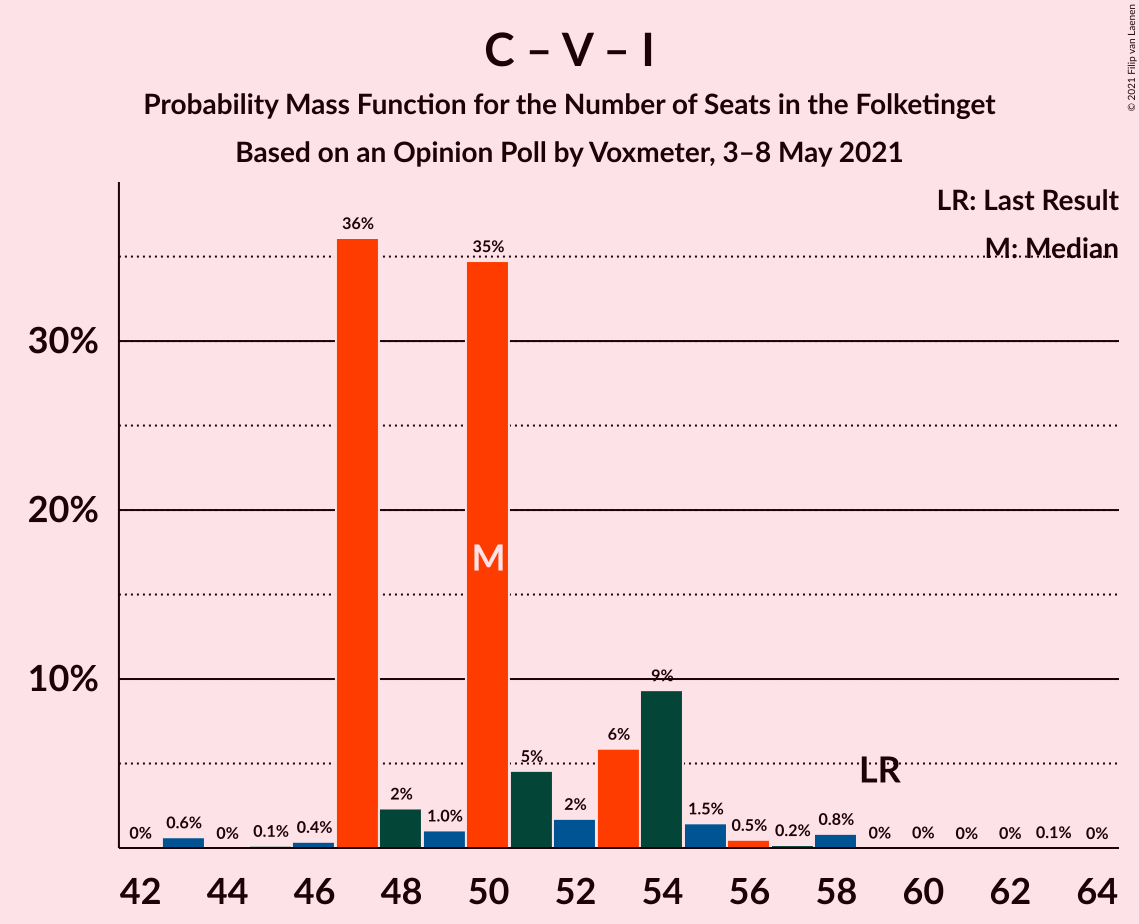 C – V – I
Probability Mass Function for the Number of Seats in the Folketinget
Based on an Opinion Poll by Voxmeter, 3–8 May 2021
© 2021 Filip van Laenen
LR: Last Result
M: Median
36%
35%
30%
M
20%
10%
9%
6%
LR
5%
2%
2%
1.5%
1.0%
0.8%
0.6%
0.5%
0.4%
0.2%
0.1%
0.1%
0%
0%
0%
0%
0%
0%
0%
42 44 46 48 50 52 54 56 58 60 62 64